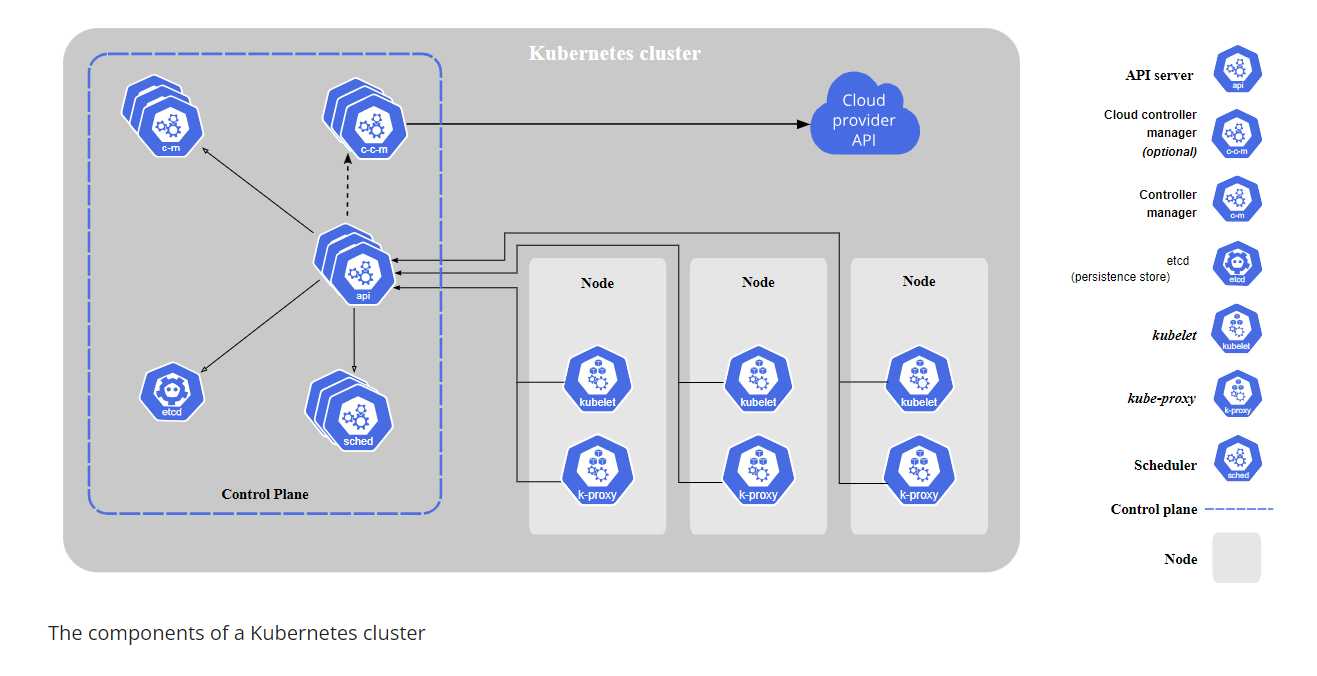 Kubernetes cluster
c-m
c-c-m
Cloud
provider
API
api
etcd
sched
Control Plane
Node
kubelet
k-proxy
Node
kubelet
k-proxy
Node
kubelet
k-proxy
API server
api
Cloud controller
manager
(optional)
c-c-m
Controller
manager
c-m
etcd
(persistence store)
etcd
kubelet
kubelet
kube-proxy
k-proxy
Scheduler
sched
Control plane
Node
The components of a Kubernetes cluster